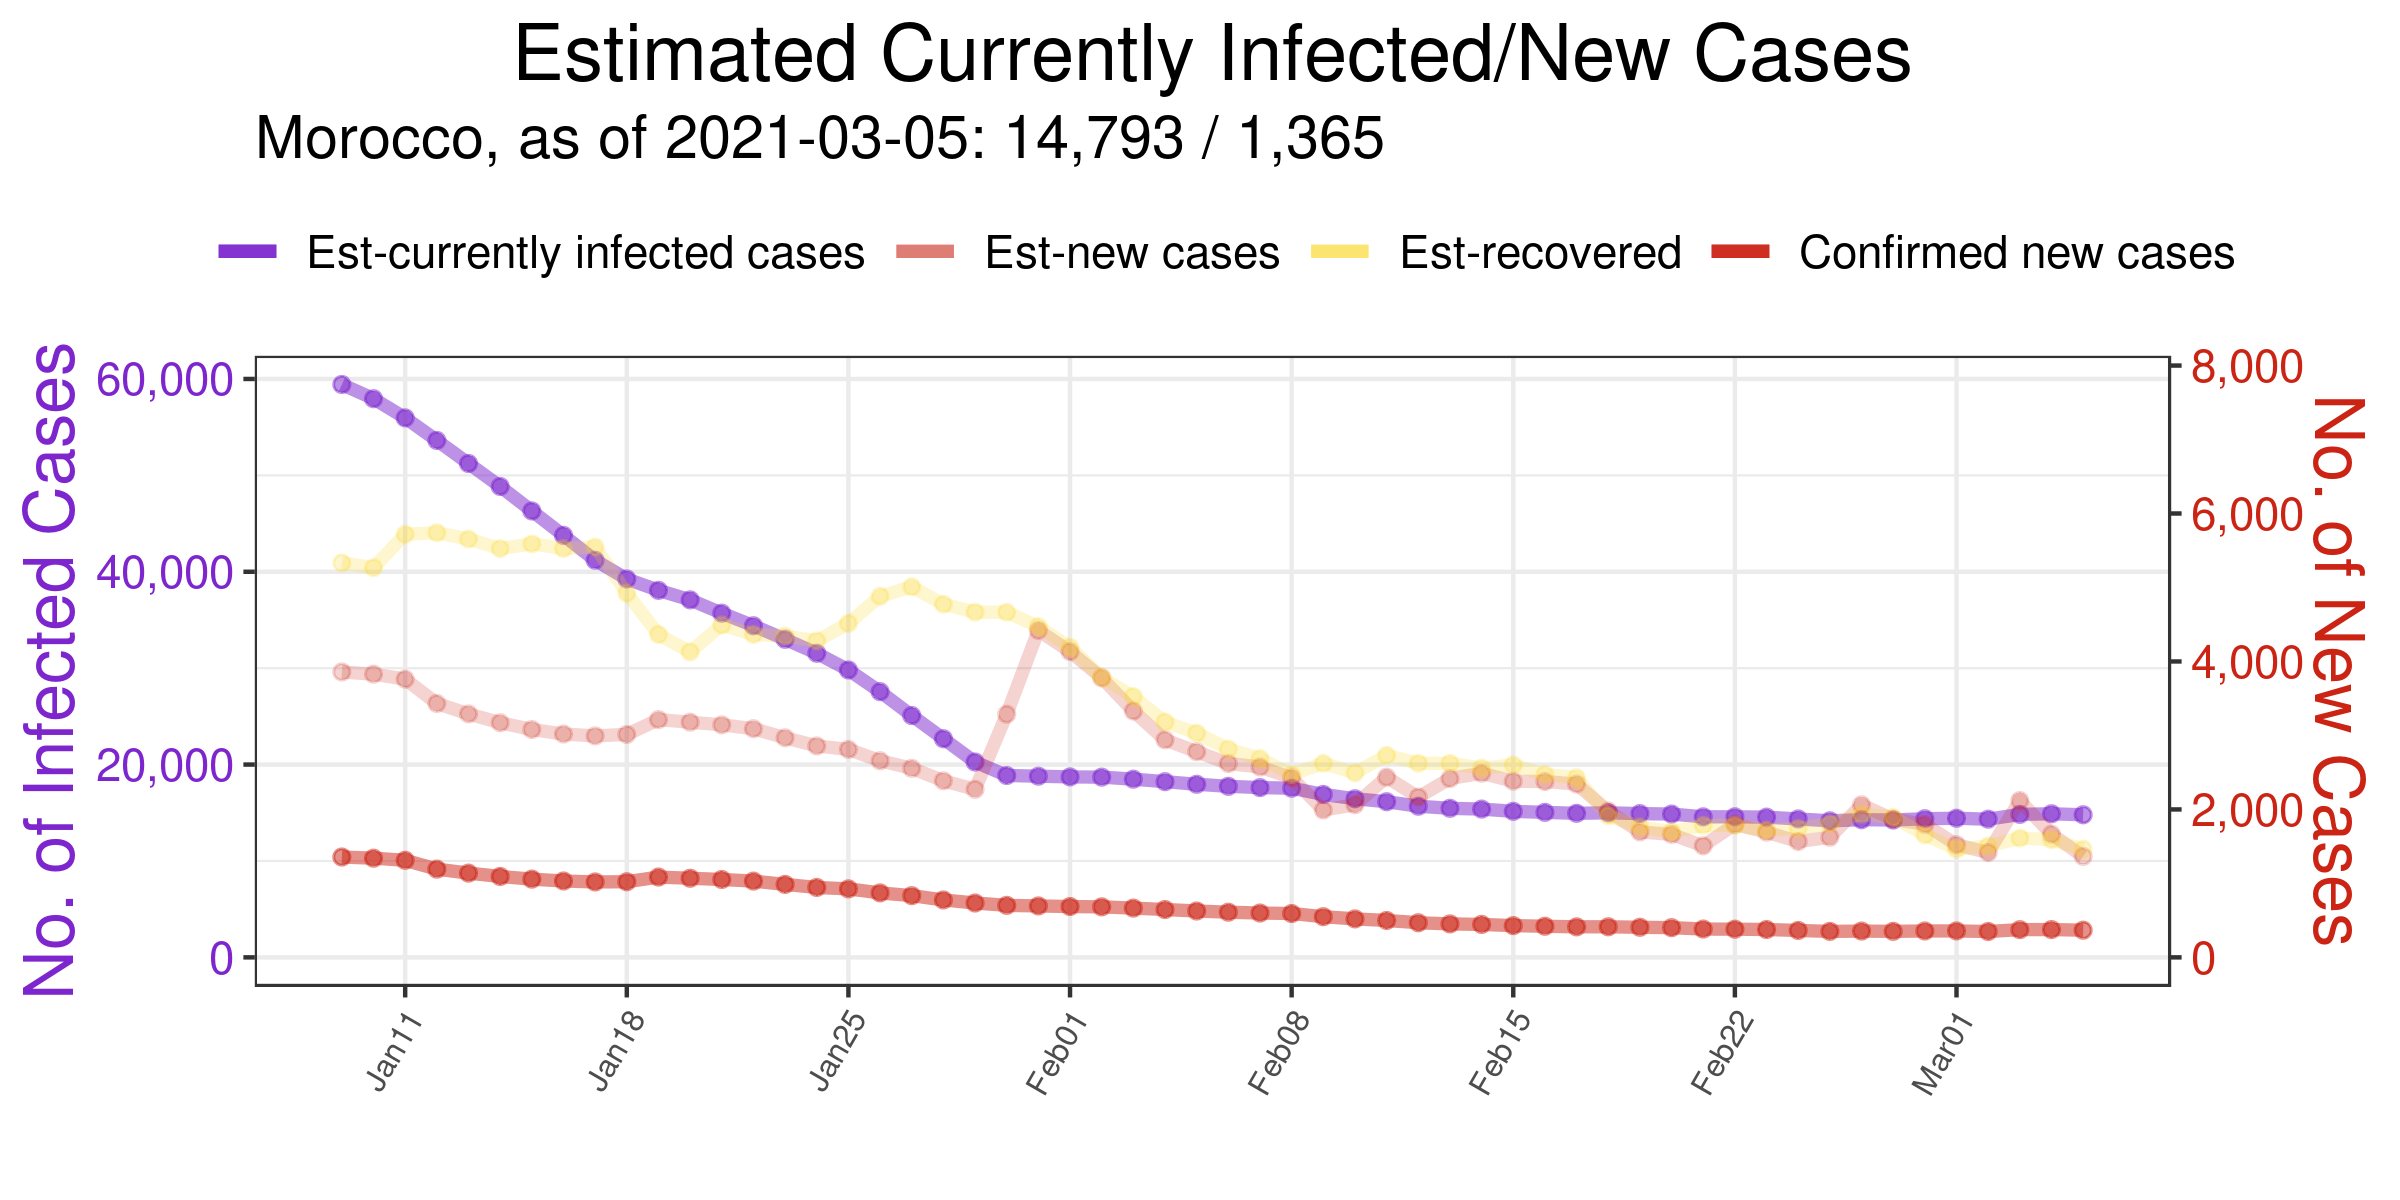 Estimated Currently Infected/New Cases
Morocco, as of 2021-03-05: 14,793 / 1,365
Est-currently infected cases Est-new cases Est-recovered Confirmed new cases
No. of Infected Cases
60,000
40,000
20,000
0
8,000
6,000
4,000
2,000
0
No. of New Cases
Jan11 Jan18 Jan25 Feb01 Feb08 Feb15 Feb22 Mar01